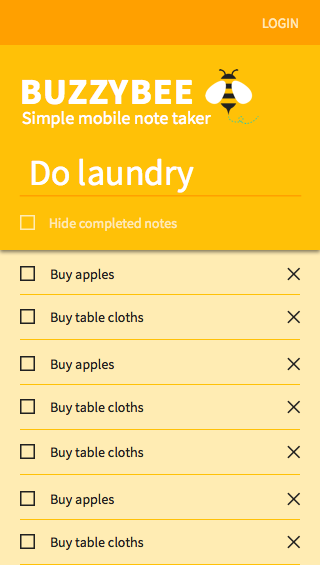 LOGIN
BUZZYBEE
Simple mobile note taker
Do laundry
Hide completed notes
Buy apples
Buy table cloths
Buy apples
Buy table cloths
Buy table cloths
Buy apples
Buy table cloths